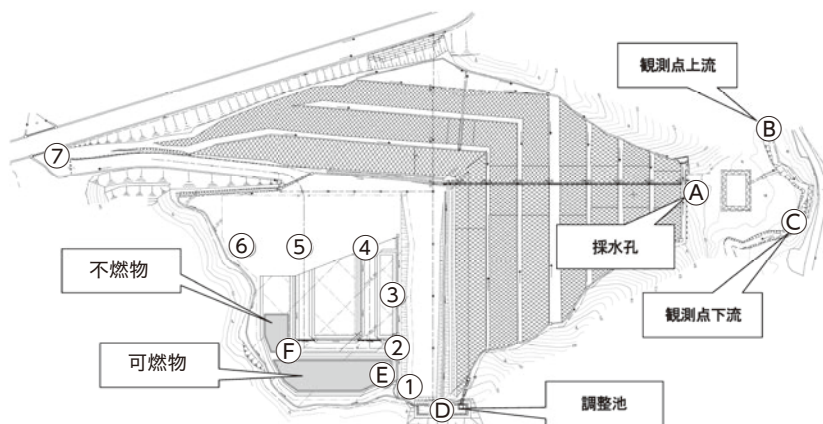 観測点上流
B
⑦
A
C
採水孔
⑥
⑤
④
不燃物
③
観測点下流
F
②
可燃物
E
①
D
調整池